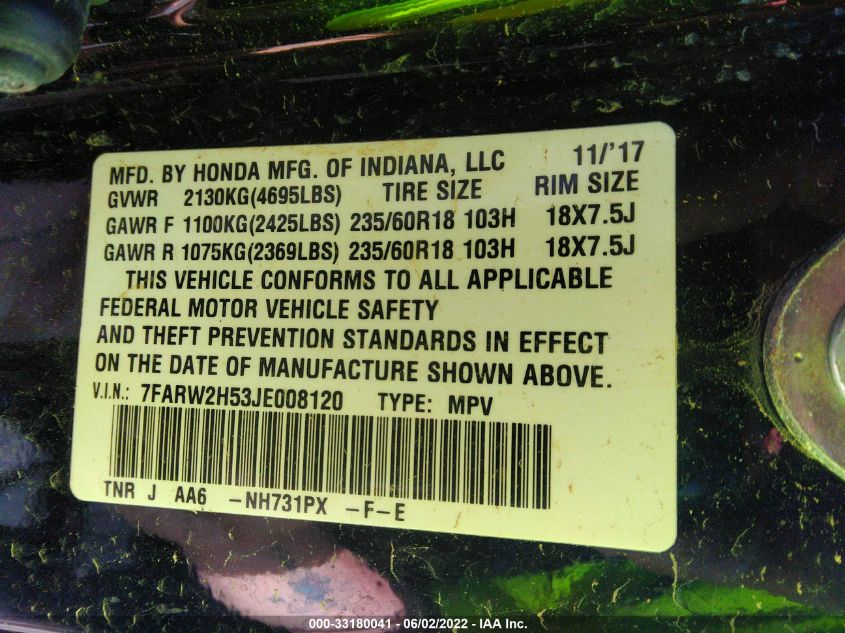 MFD. BY HONDA MFG. OF INDIANA, LLC 11/'17
GVWR 2130KG(4695LBS) TIRE SIZE RIM SIZE
GAWR F 1100KG(2425LBS) 235/60R18 103H 18X7.5J
GAWR R 1075KG(2369LBS) 235/60R18 103H 18X7.5J
THIS VEHICLE CONFORMS TO ALL APPLICABLE
FEDERAL MOTOR VEHICLE SAFETY
AND THEFT PREVENTION STANDARDS IN EFFECT
ON THE DATE OF MANUFACTURE SHOWN ABOVE.
V.I.N.: 7FARW2H53JE008120 TYPE: MPV
TNR J AA6 -NH731PX -F-E
000-33180041 - 06/02/2022 - IAA Inc.